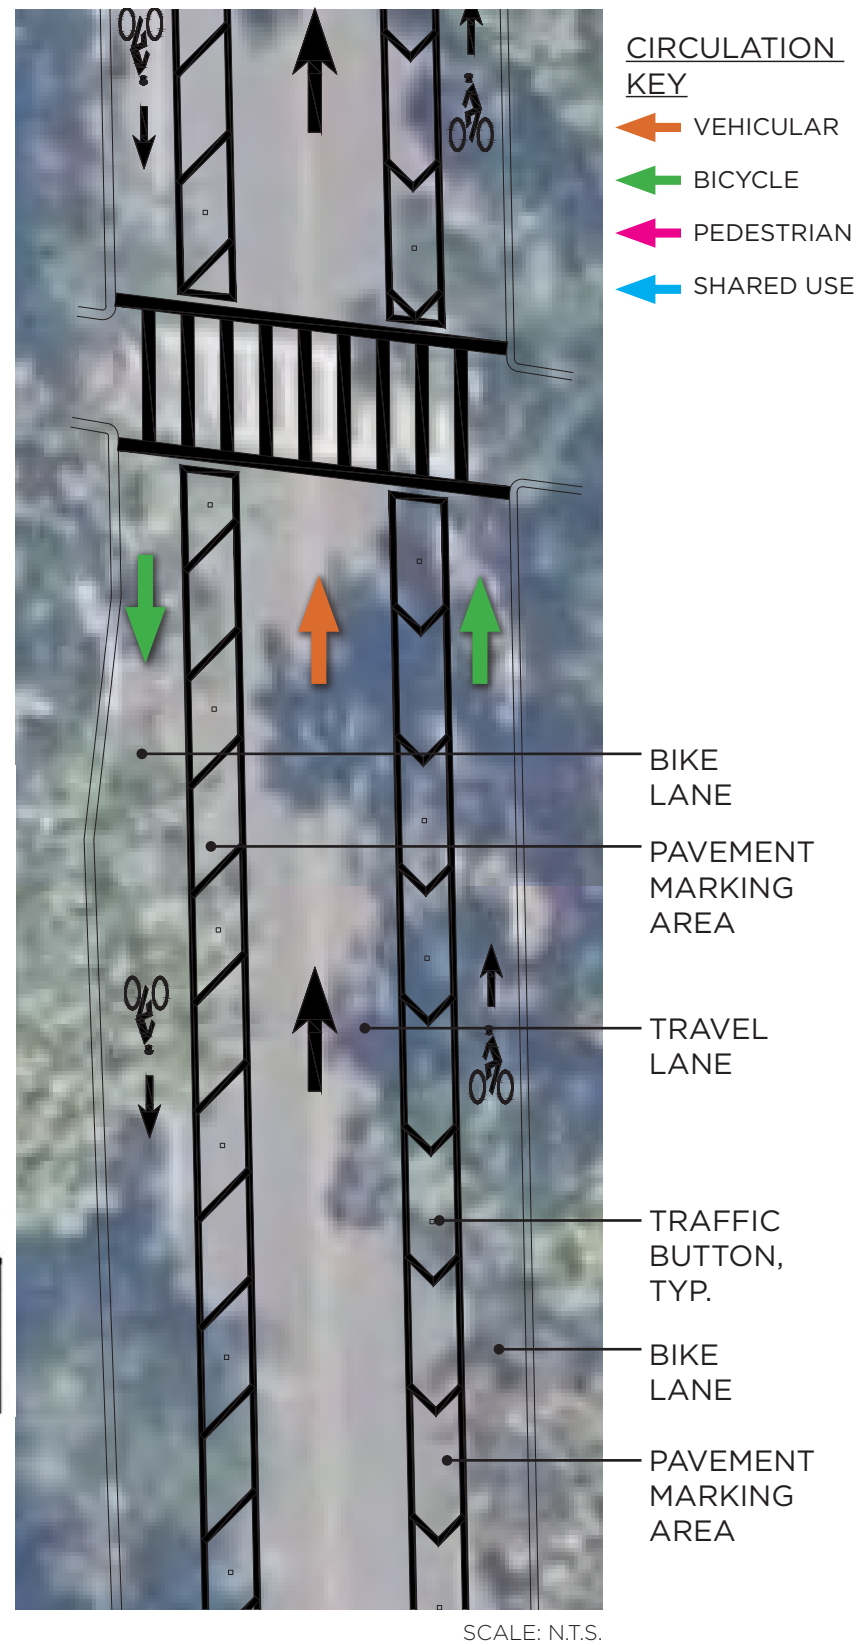 CIRCULATION
KEY
VEHICULAR
BICYCLE
PEDESTRIAN
SHARED USE
BIKE
LANE
PAVEMENT
MARKING
AREA
TRAVEL
LANE
TRAFFIC
BUTTON,
TYP.
BIKE
LANE
PAVEMENT
MARKING
AREA
SCALE: N.T.S.